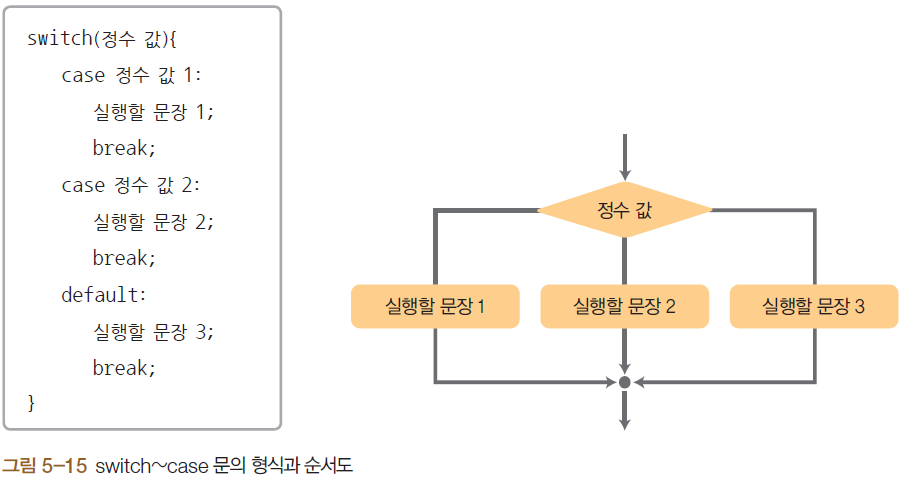 switch(정수 값){
case 정수 값 1:
실행할 문장 1;
break;
case 정수 값 2:
실행할 문장 2;
break;
default:
실행할 문장 3;
break;
}
정수 값
실행할 문장 1
실행할 문장 2
실행할 문장 3
그림 5-15 switch~case 문의 형식과 순서도